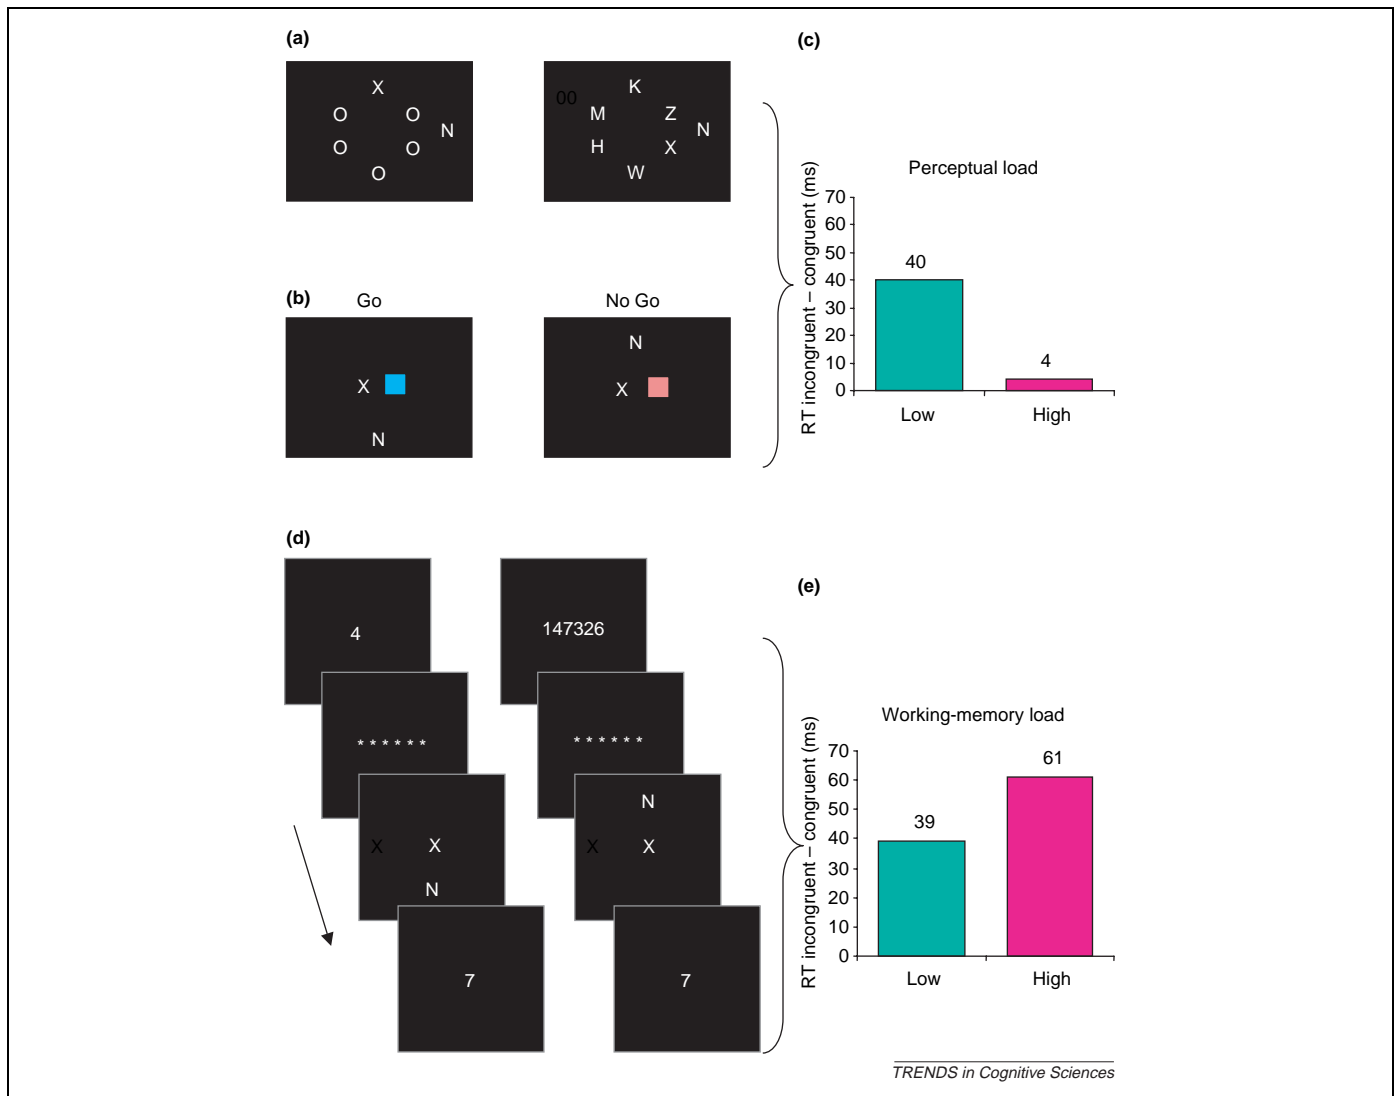 (a)
X
O O
N
O O
O
K
00
M Z
N
H X
W
(b)
Go
No Go
X
N
N
X
(c)
Perceptual load
RT incongruent – congruent (ms)
70
60
50
40
30
20
10
0
40
4
Low High
(d)
4
* * * * * *
X X
N
7
147326
* * * * * *
N
X X
7
(e)
Working-memory load
RT incongruent – congruent (ms)
70
60
50
40
30
20
10
0
39
61
Low High
TRENDS in Cognitive Sciences